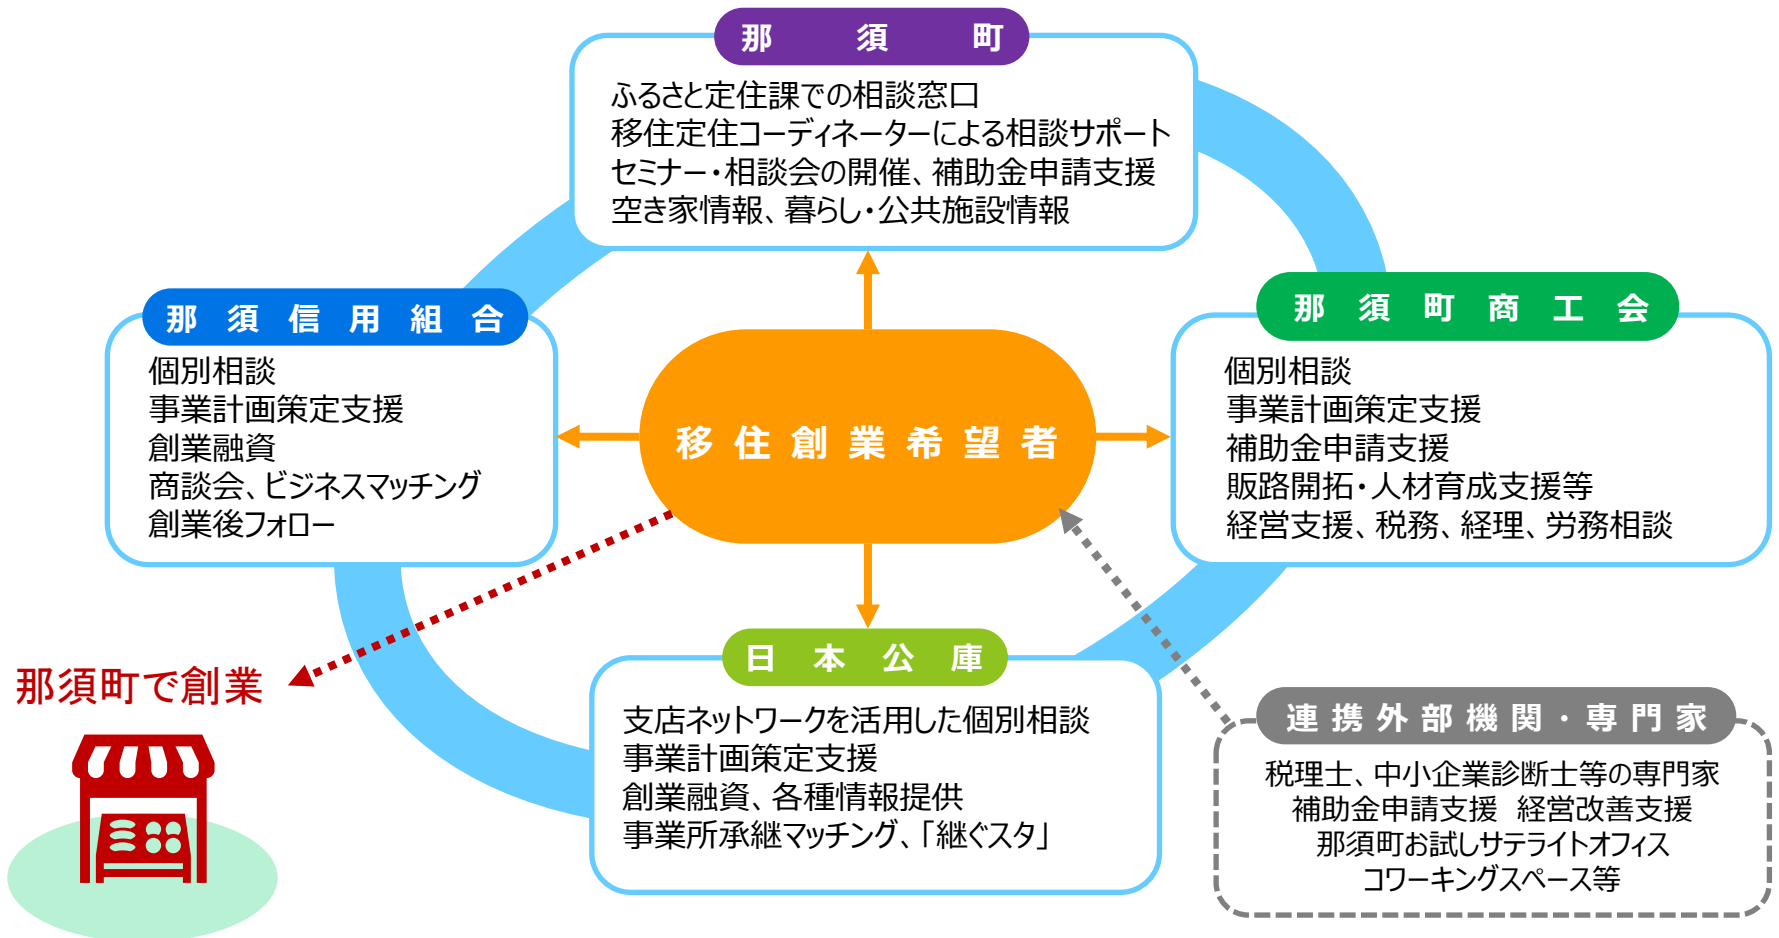 那須町
ふるさと定住課での相談窓口
移住定住コーディネーターによる相談サポート
セミナー・相談会の開催、補助金申請支援
空き家情報、暮らし・公共施設情報
那須信用組合
個別相談
事業計画策定支援
創業融資
商談会、ビジネスマッチング
創業後フォロー
移住創業希望者
那須町商工会
個別相談
事業計画策定支援
補助金申請支援
販路開拓・人材育成支援等
経営支援、税務、経理、労務相談
那須町で創業
日本公庫
支店ネットワークを活用した個別相談
事業計画策定支援
創業融資、各種情報提供
事業所承継マッチング、「継ぐスタ」
連携外部機関・専門家
税理士、中小企業診断士等の専門家
補助金申請支援　経営改善支援
那須町お試しサテライトオフィス
コワーキングスペース等